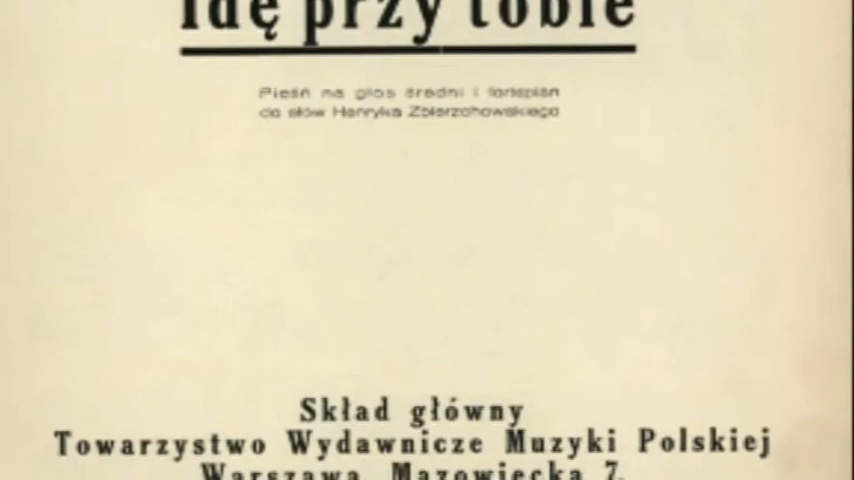 Idę przy tobie
Pieśń na głos średni i fortepian
do słów Henryka Zbierzchowskiego
Skład główny
Towarzystwo Wydawnicze Muzyki Polskiej
Warszawa, Mazowiecka 7.